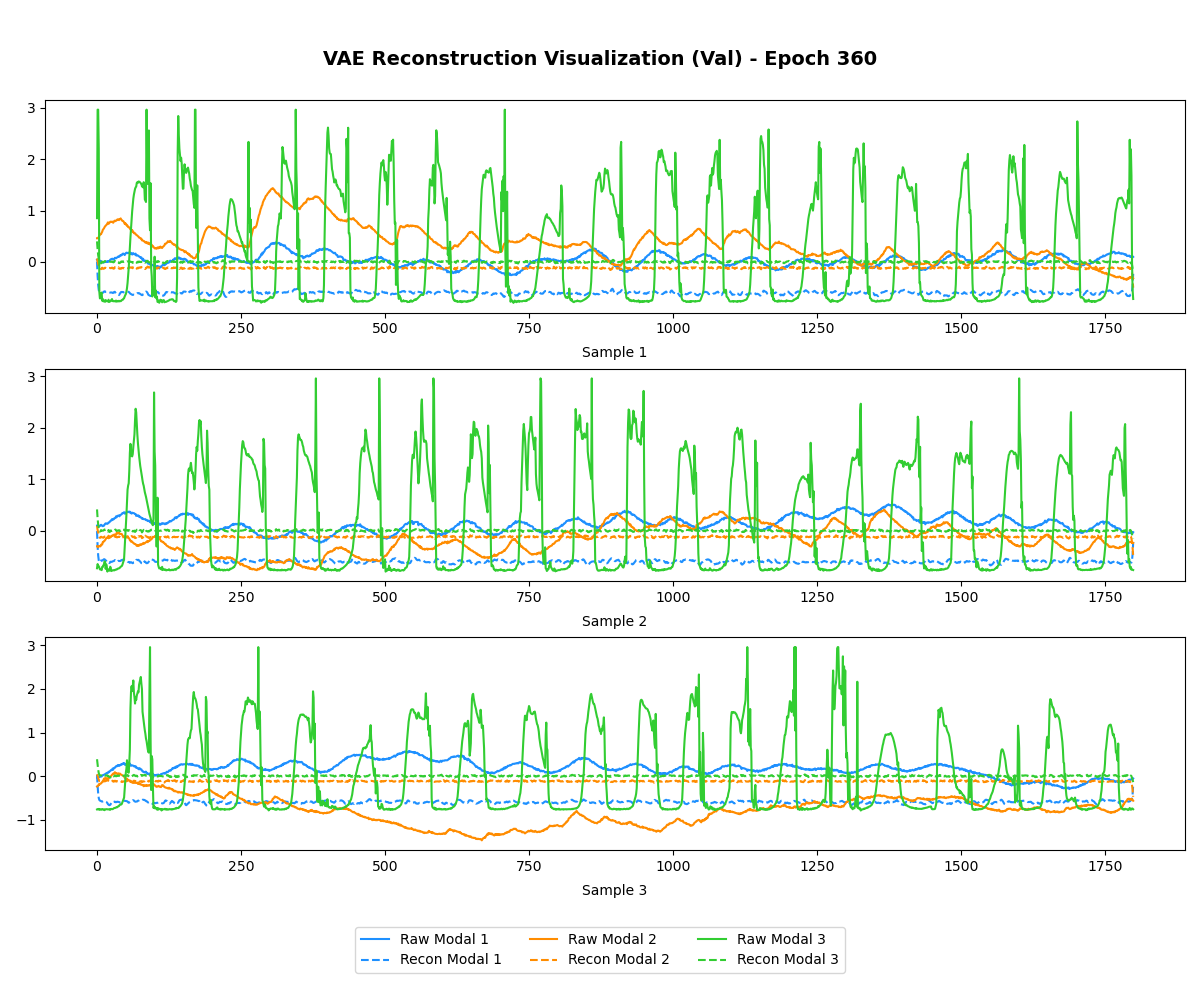 VAE Reconstruction Visualization (Val) - Epoch 360
3
2
1
0
0 250 500 750 1000 1250 1500 1750
Sample 1
3
2
1
0
0 250 500 750 1000 1250 1500 1750
Sample 2
3
2
1
0
−1
0 250 500 750 1000 1250 1500 1750
Sample 3
Raw Modal 1 Raw Modal 2 Raw Modal 3
Recon Modal 1 Recon Modal 2 Recon Modal 3